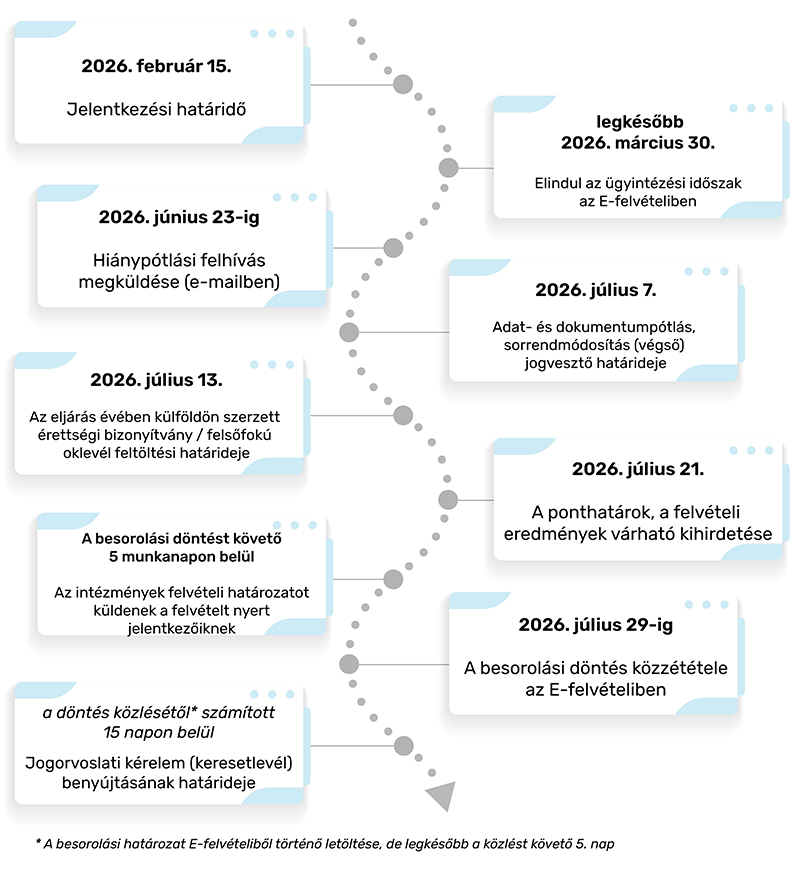 2026. február 15.
Jelentkezési határidő
legkésőbb
2026. március 30.
Elindul az ügyintézési időszak
az E-felvételiben
2026. június 23-ig
Hiánypótlási felhívás
megküldése (e-mailben)
2026. július 7.
Adat- és dokumentumpótlás,
sorrendmódosítás (végső)
jogvesztő határideje
2026. július 13.
Az eljárás évében külföldön szerzett
érettségi bizonyítvány / felsőfokú
oklevél feltöltési határideje
2026. július 21.
A ponthatárok, a felvételi
eredmények várható kihirdetése
A besorolási döntést követő
5 munkanapon belül
Az intézmények felvételi határozatot
küldenek a felvételt nyert
jelentkezőiknek
2026. július 29-ig
A besorolási döntés közzététele
az E-felvételiben
a döntés közlésétől* számított
15 napon belül
Jogorvoslati kérelem (keresetlevél)
benyújtásának határideje
* A besorolási határozat E-felvételiből történő letöltése, de legkésőbb a közlést követő 5. nap